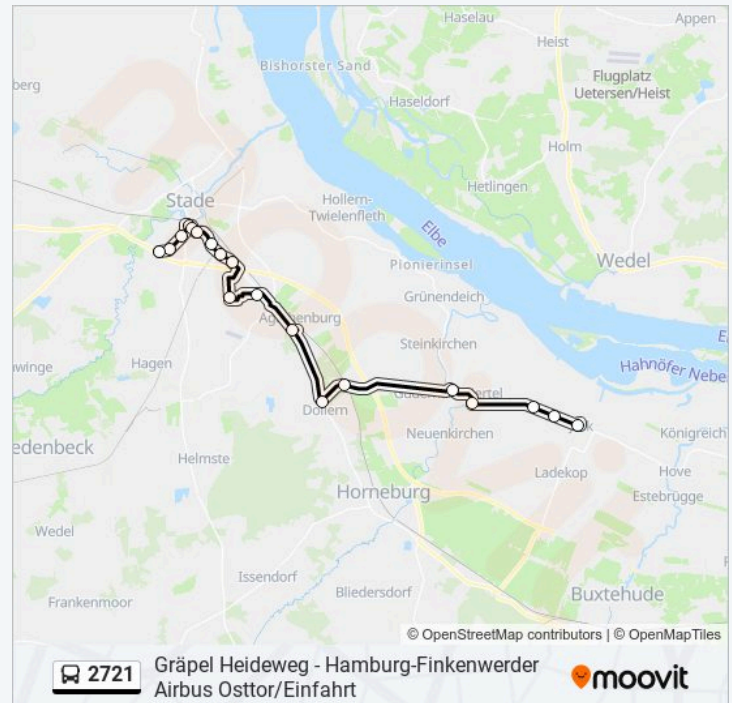 Haselau
Appen
Heist
Bishorster Sand
berg
Flugplatz
Uetersen/Heist
Haseldorf
Holm
Hetlingen
Stade
Hollern-
Twielenfleth
Elbe
Wedel
Pionierinsel
Grünendeich
Steinkirchen
Hahnöfer Nebe
Hagen
Dollern
Neuenkirchen
Königreich
edenbeck
Helmste
Ladekop
Hove
Estebrügge
Horneburg
Wedel
Issendorf
Bliedersdorf
Buxtehude
Frankenmoor
© OpenStreetMap contributors | © OpenMapTiles
2721
Gräpel Heideweg - Hamburg-Finkenwerder
Airbus Osttor/Einfahrt
moovit